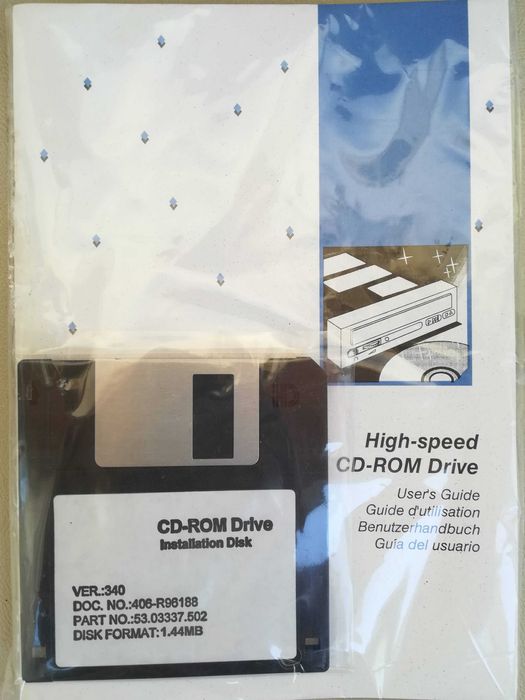 High-speed
CD-ROM Drive
User's Guide
Guide d'utilisation
Benutzerhandbuch
Guía del usuario
CD-ROM Drive
Installation Disk
VER.:340
DOC. NO.:406-R98188
PART NO.:53.03337.502
DISK FORMAT:1.44MB